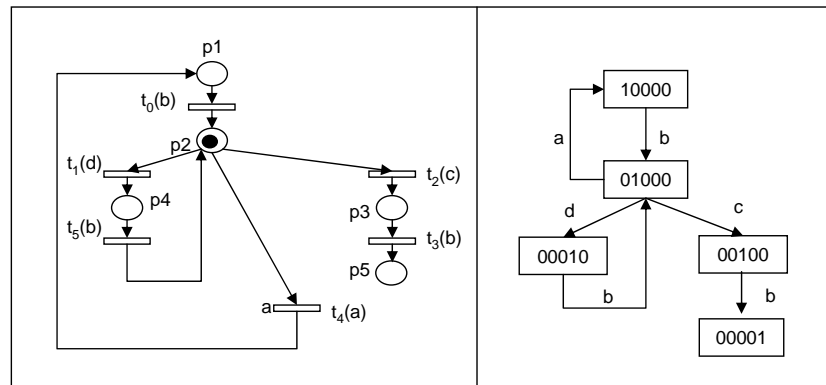 p1
t0(b)
p2
t1(d)
t2(c)
p4
p3
t5(b)
t3(b)
p5
a
t4(a)
10000
a
b
01000
d
c
00010
00100
b
b
00001